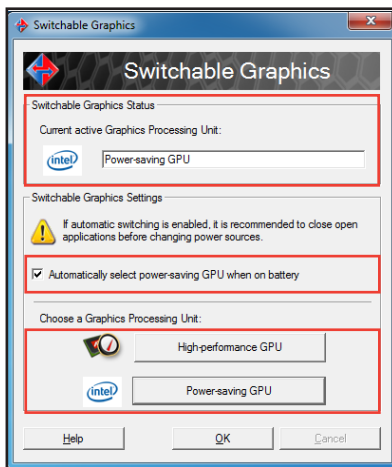 Switchable Graphics
Switchable Graphics
Switchable Graphics Status
Current active Graphics Processing Unit:
intel
Power-saving GPU
Switchable Graphics Settings
If automatic switching is enabled, it is recommended to close open
applications before changing power sources.
Automatically select power-saving GPU when on battery
Choose a Graphics Processing Unit:
High-performance GPU
intel
Power-saving GPU
Help
OK
Cancel